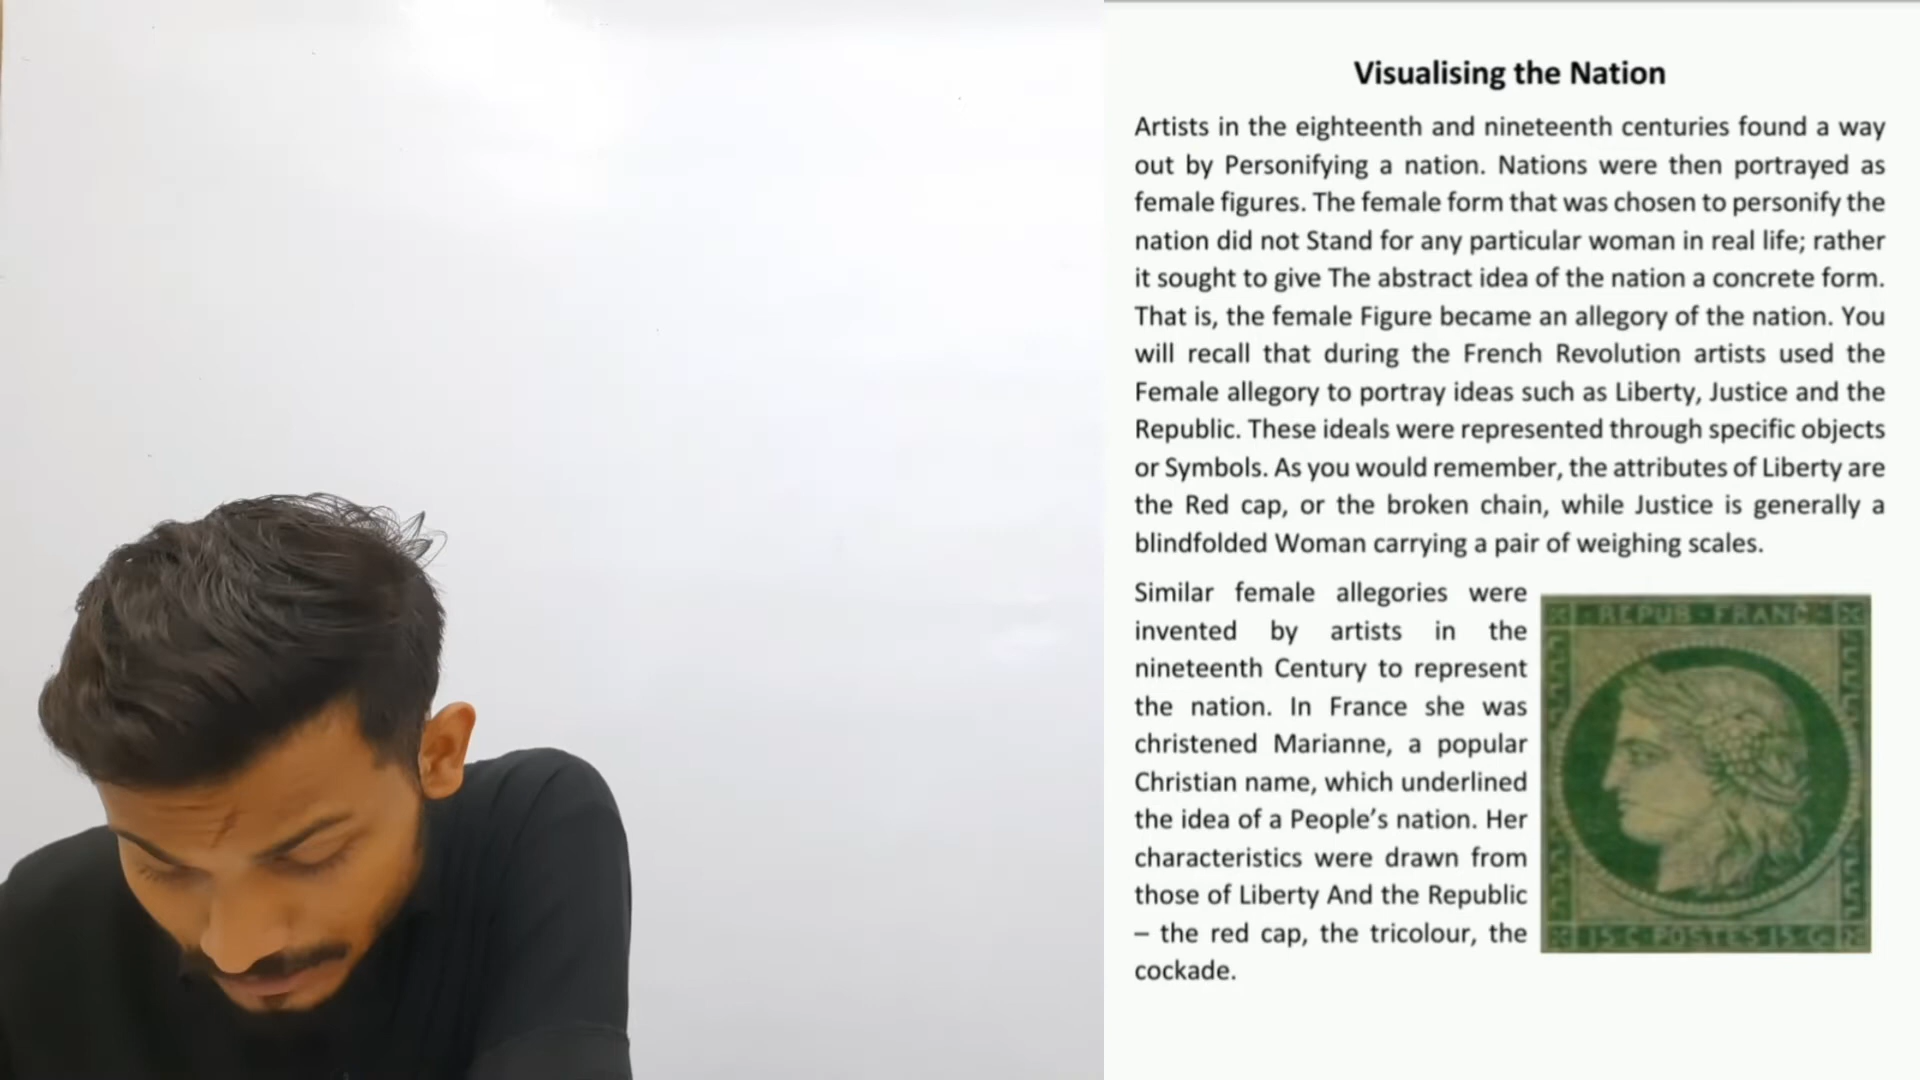 Visualising the Nation
Artists in the eighteenth and nineteenth centuries found a way
out by Personifying a nation. Nations were then portrayed as
female figures. The female form that was chosen to personify the
nation did not Stand for any particular woman in real life; rather
it sought to give The abstract idea of the nation a concrete form.
That is, the female Figure became an allegory of the nation. You
will recall that during the French Revolution artists used the
Female allegory to portray ideas such as Liberty, Justice and the
Republic. These ideals were represented through specific objects
or Symbols. As you would remember, the attributes of Liberty are
the Red cap, or the broken chain, while Justice is generally a
blindfolded Woman carrying a pair of weighing scales.
Similar female allegories were
invented by artists in the
nineteenth Century to represent
the nation. In France she was
christened Marianne, a popular
Christian name, which underlined
the idea of a People's nation. Her
characteristics were drawn from
those of Liberty And the Republic
– the red cap, the tricolour, the
cockade.
REPUB FRANC
15 C POSTES 15 C